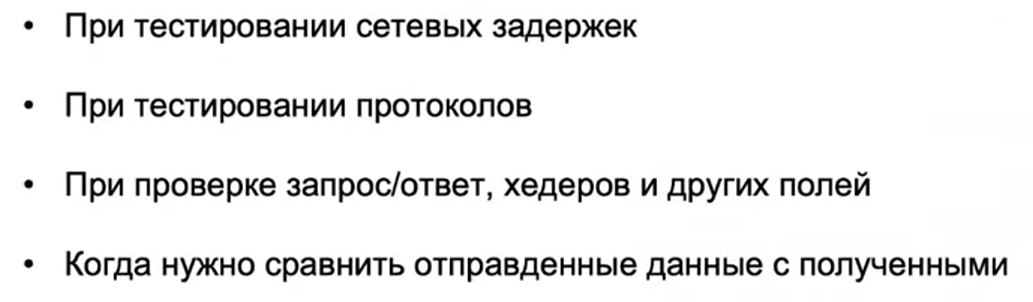 • При тестировании сетевых задержек
• При тестировании протоколов
• При проверке запрос/ответ, хедеров и других полей
• Когда нужно сравнить отправденные данные с полученными